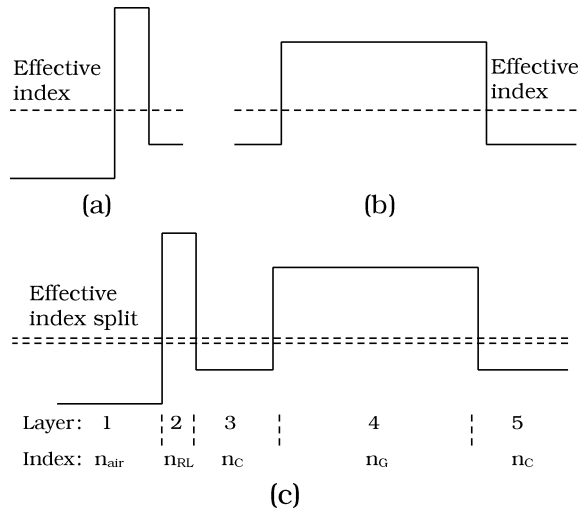 Effective
index
Effective
index
(a)
(b)
Effective
index split
Layer: 1 2 3 4 5
Index: nair nRL nC nG nC
(c)